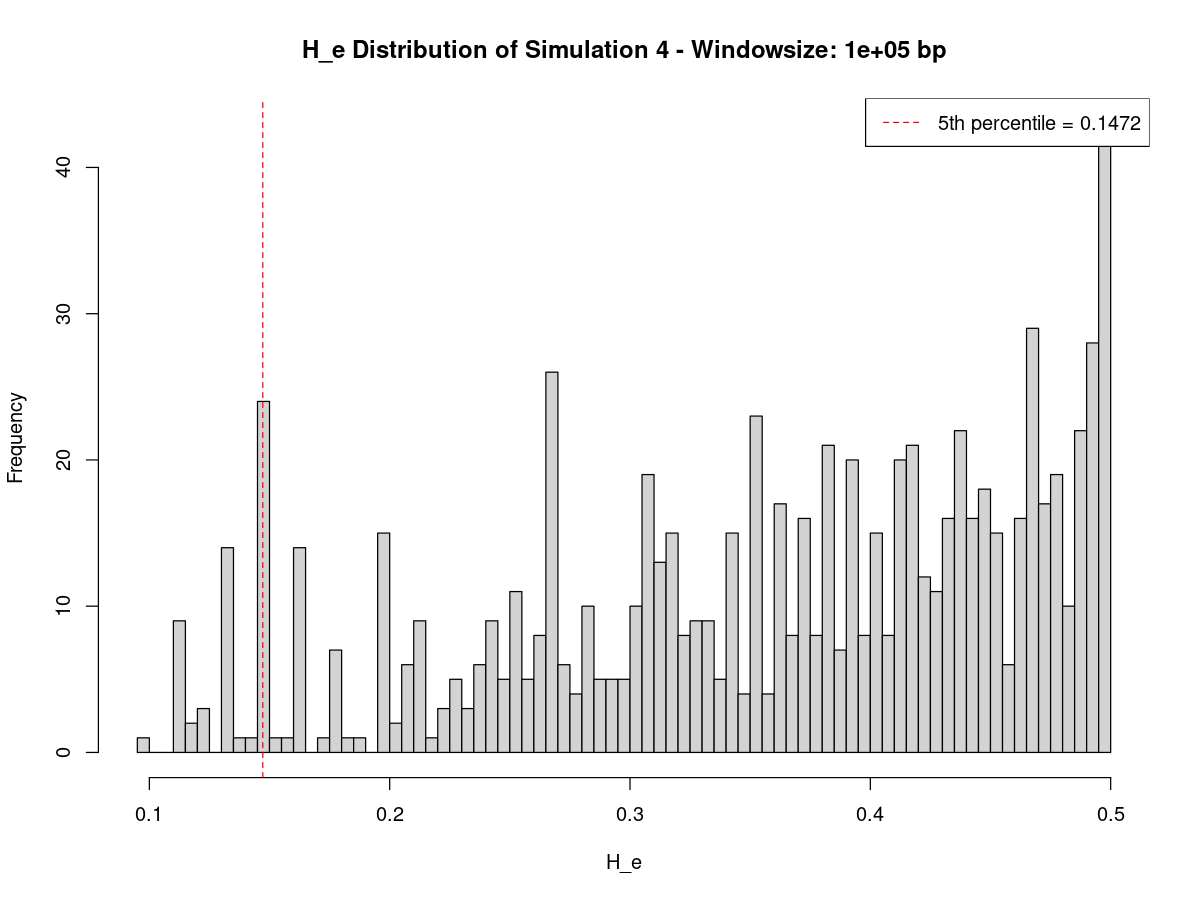 H_e Distribution of Simulation 4 - Windowsize: 1e+05 bp
5th percentile = 0.1472
Frequency
40
30
20
10
0
0.1 0.2 0.3 0.4 0.5
H_e